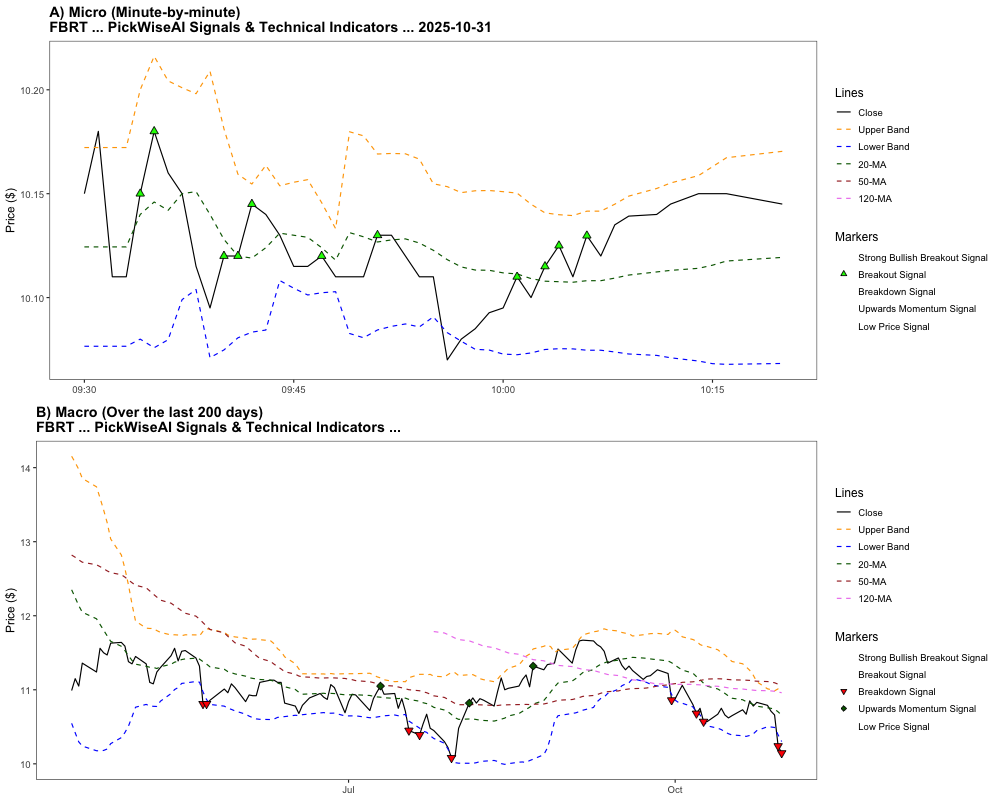 A) Micro (Minute-by-minute)
FBRT ... PickWiseAI Signals & Technical Indicators ... 2025-10-31
Price ($)
10.20
10.15
10.10
09:30
09:45
10:00
10:15
Lines
Close
Upper Band
Lower Band
20-MA
50-MA
120-MA
Markers
Strong Bullish Breakout Signal
Breakout Signal
Breakdown Signal
Upwards Momentum Signal
Low Price Signal
B) Macro (Over the last 200 days)
FBRT ... PickWiseAI Signals & Technical Indicators ...
Price ($)
14
13
12
11
10
Jul
Oct
Lines
Close
Upper Band
Lower Band
20-MA
50-MA
120-MA
Markers
Strong Bullish Breakout Signal
Breakout Signal
Breakdown Signal
Upwards Momentum Signal
Low Price Signal